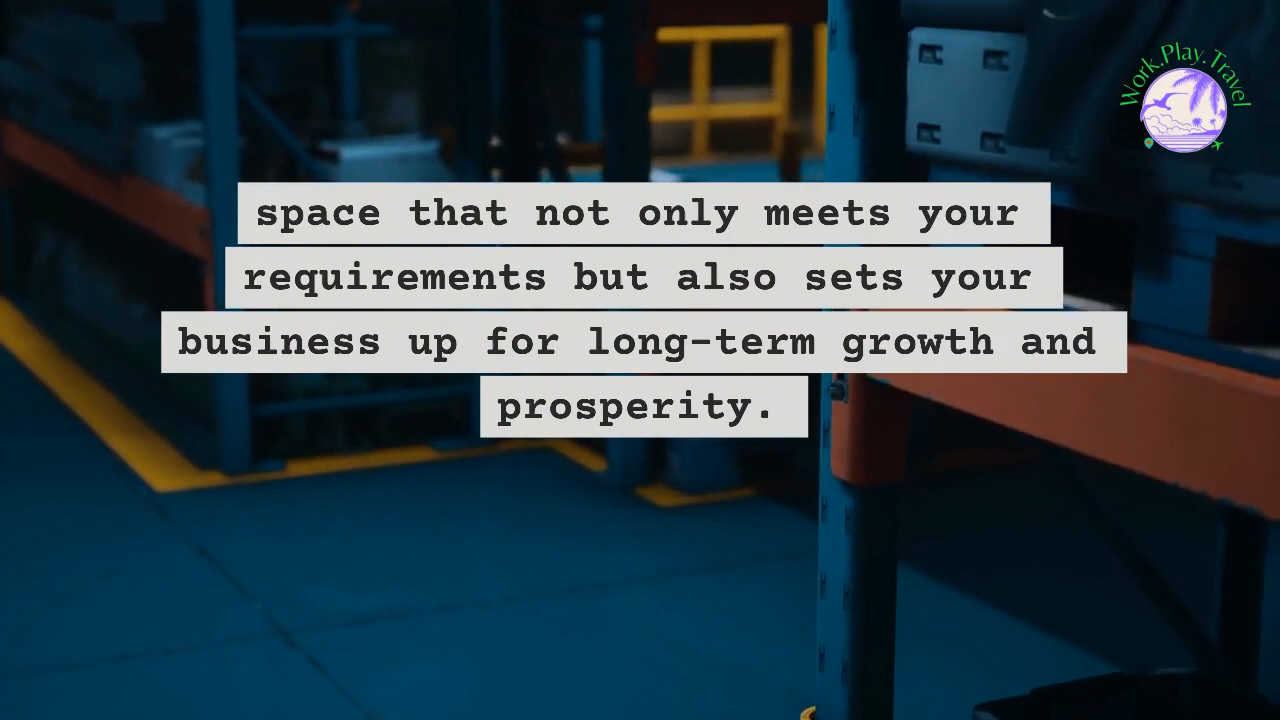 Work.Play.Travel
space that not only meets your
requirements but also sets your
business up for long-term growth and
prosperity.